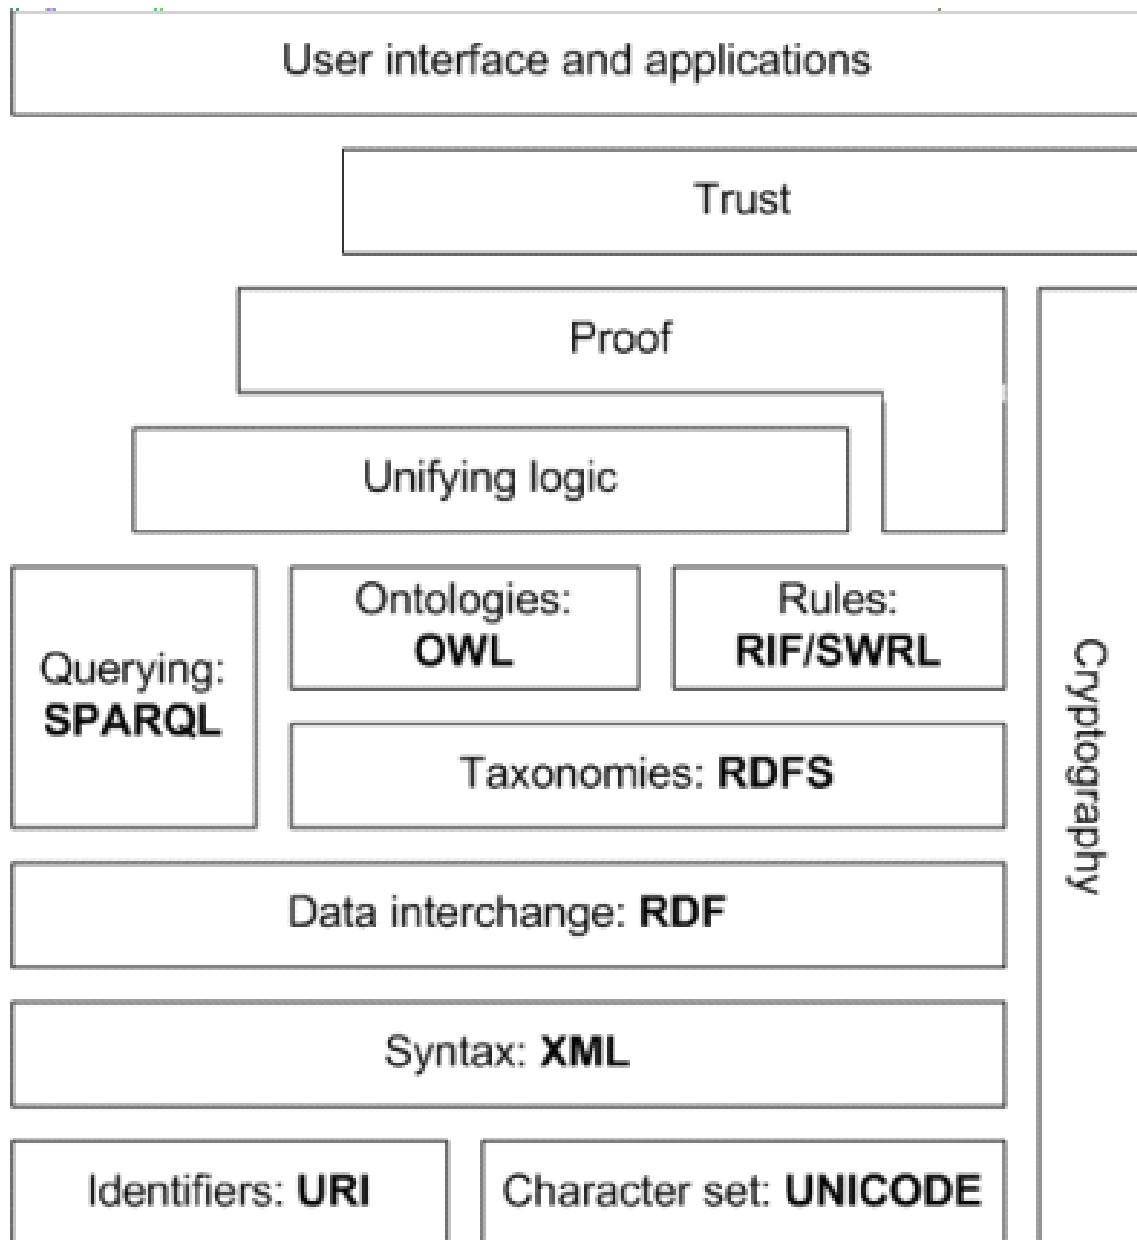 User interface and applications
Trust
Proof
Unifying logic
Ontologies:
OWL
Rules:
RIF/SWRL
Querying:
SPARQL
Taxonomies: RDFS
Cryptography
Data interchange: RDF
Syntax: XML
Identifiers: URI
Character set: UNICODE